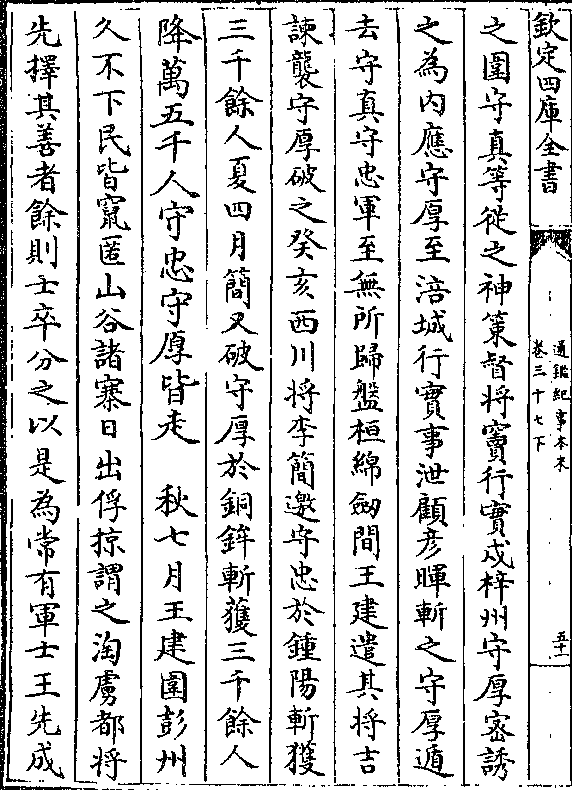 欽定四庫全書
通鑑紀事本末
卷三十七下
五十
之圍守真等從之神策督將竇行實戍梓州守厚宻誘
之為内應守厚至涪城行實事泄顧彦暉斬之守厚遁
去守真守忠軍至無所歸盤桓綿劔間王建遣其將吉
諫襲守厚破之癸亥西川將李簡邀守忠於鍾陽斬獲
三千餘人夏四月簡又破守厚於銅鉾斬獲三千餘人
降萬五千人守忠守厚皆走　秋七月王建圍彭州
久不下民皆竄匿山谷諸寨日出俘掠謂之淘虜都將
先擇其善者餘則士卒分之以是為常有軍士王先成